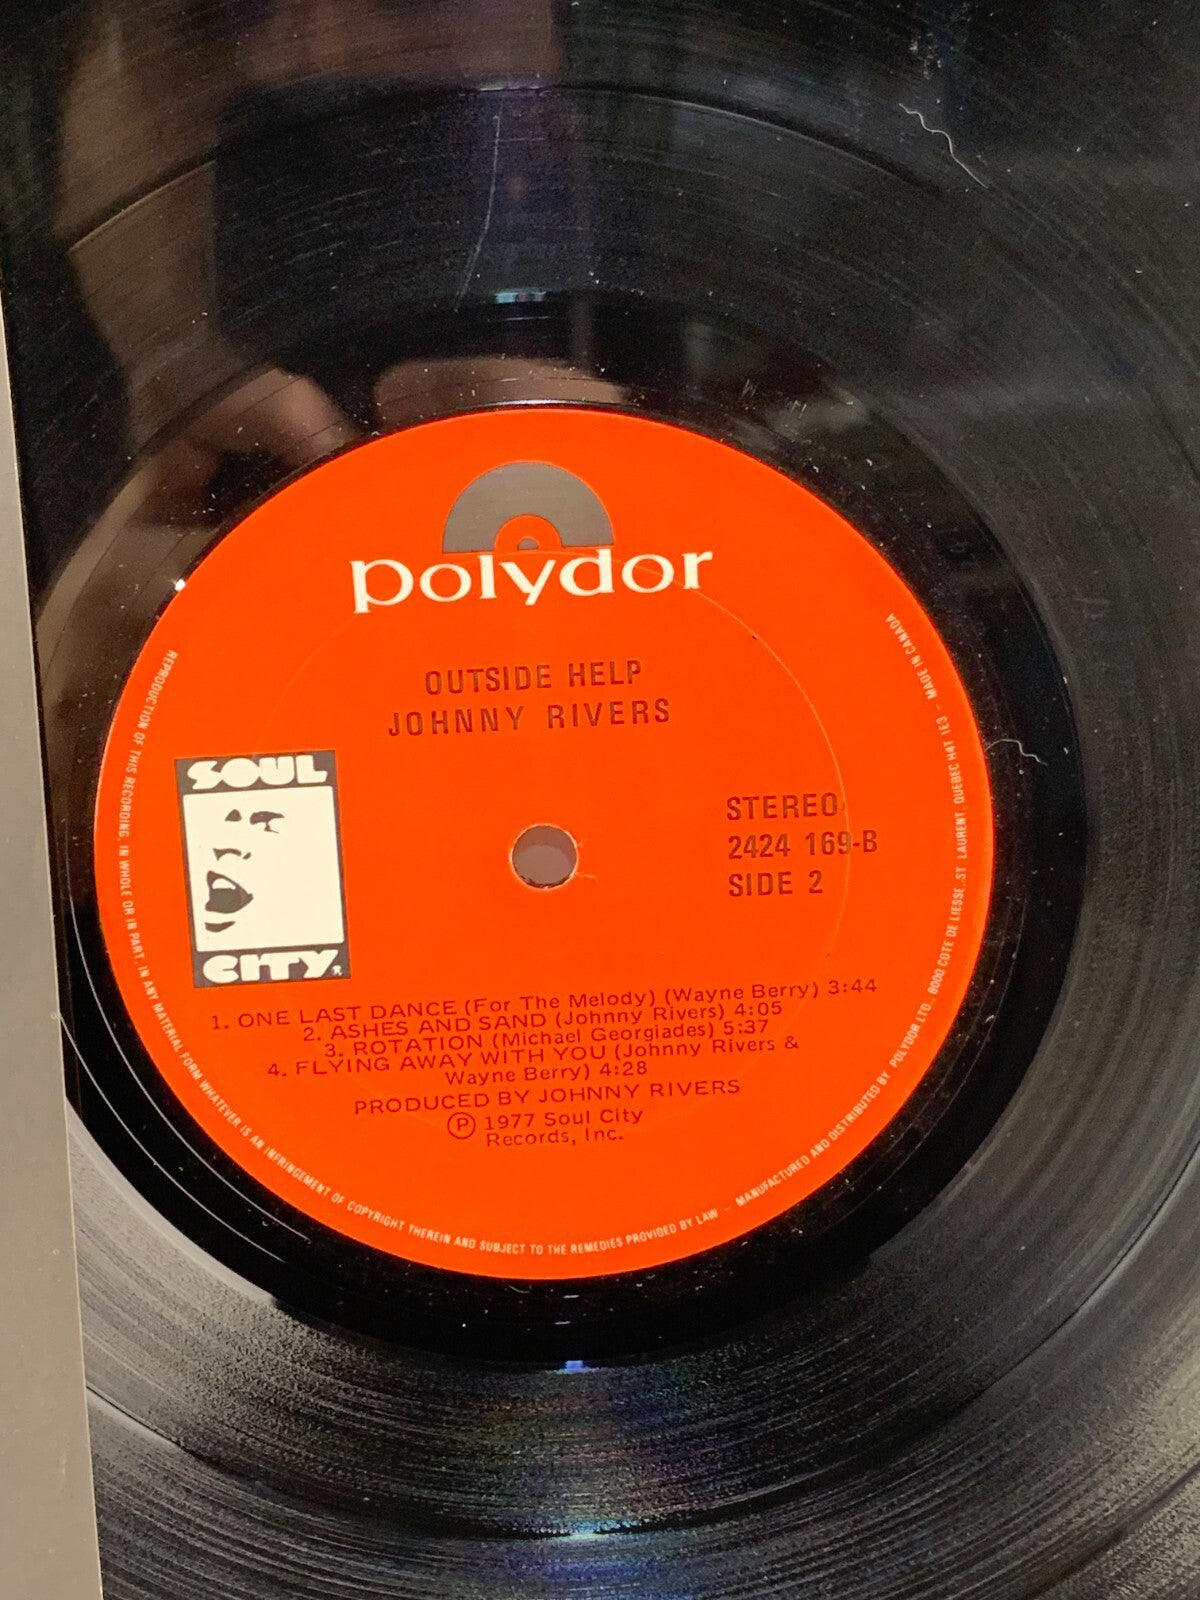 polydor
OUTSIDE HELP
JOHNNY RIVERS
SOUL
CITY
®
STEREO
2424 169-B
SIDE 2
1. ONE LAST DANCE (For The Melody) (Wayne Berry) 3:44
2. ASHES AND SAND (Johnny Rivers) 4:05
3. ROTATION (Michael Georgiades) 5:37
4. FLYING AWAY WITH YOU (Johnny Rivers &
Wayne Berry) 4:28
PRODUCED BY JOHNNY RIVERS
Ⓟ 1977 Soul City
Records, Inc.
REPRODUCTION OF THIS RECORDING, IN WHOLE OR IN PART, IN ANY MATERIAL FORM WHATEVER IS AN INFRINGEMENT OF COPYRIGHT THEREIN AND SUBJECT TO THE REMEDIES PROVIDED BY LAW – MANUFACTURED AND DISTRIBUTED BY POLYDOR LTD., 6000 COTE DE LIESSE, ST LAURENT, QUEBEC H4T 1E3 – MADE IN CANADA